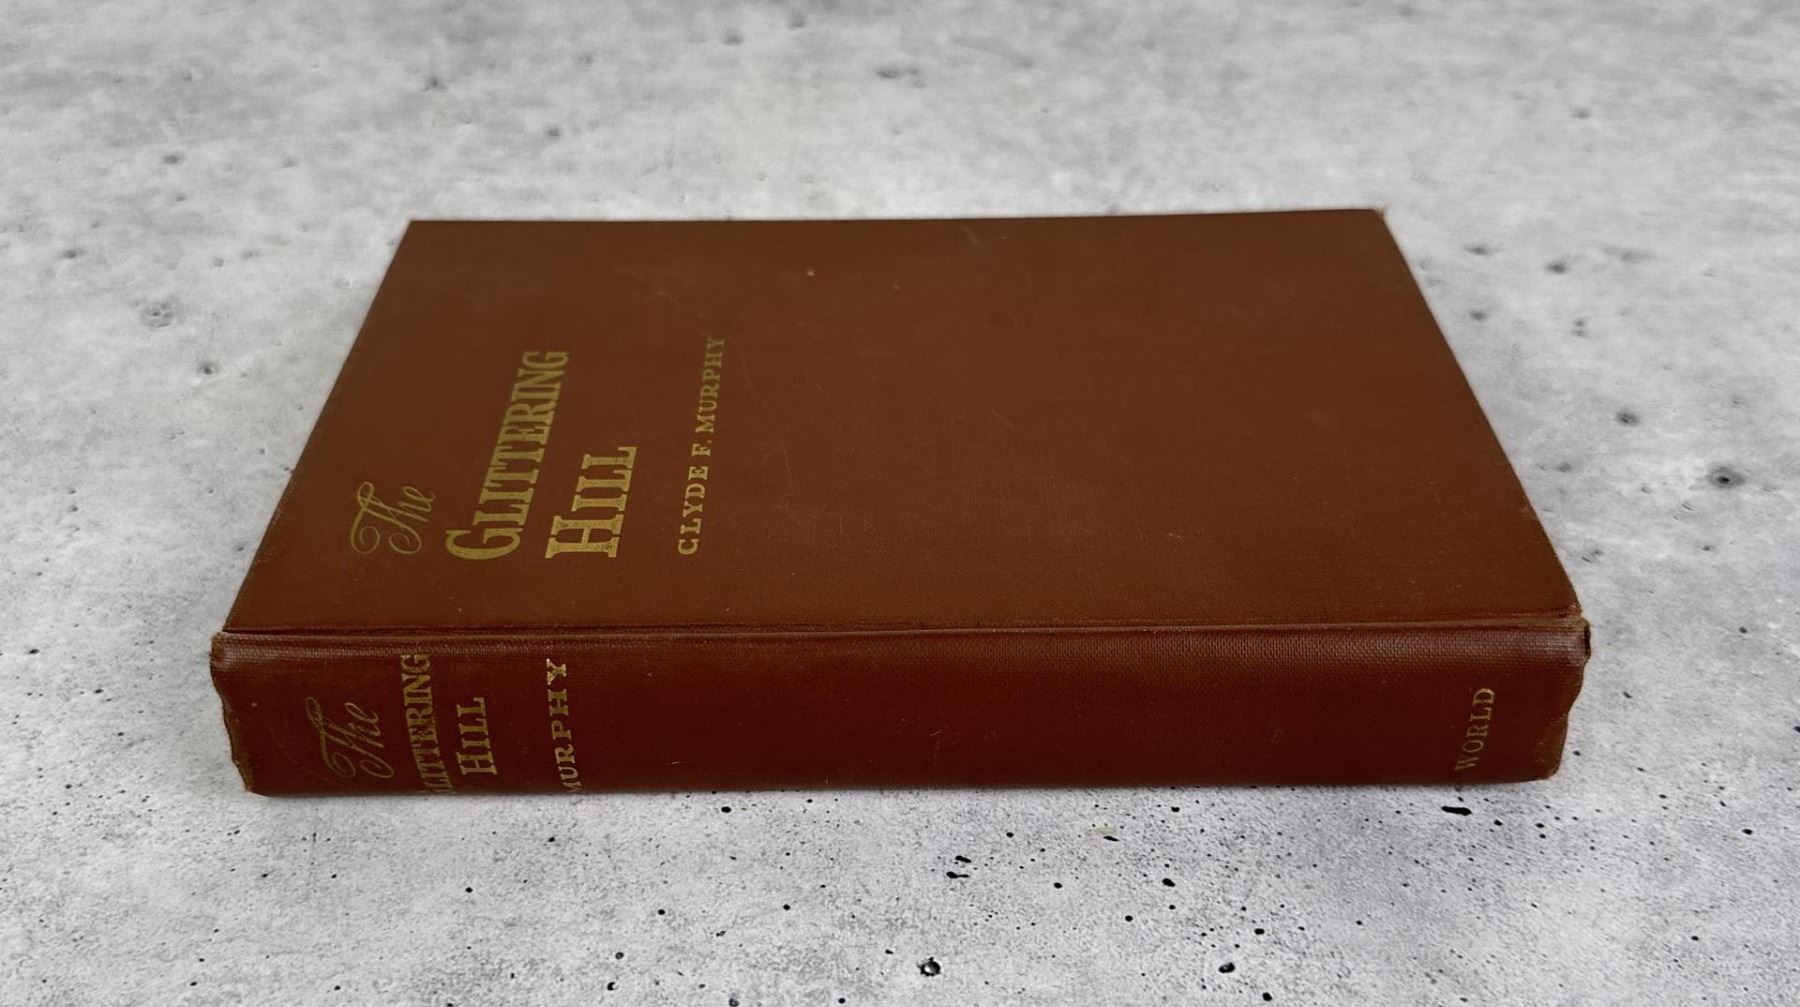 The
GLITTERING
HILL
CLYDE F. MURPHY
The
GLITTERING
HILL
MURPHY
WORLD